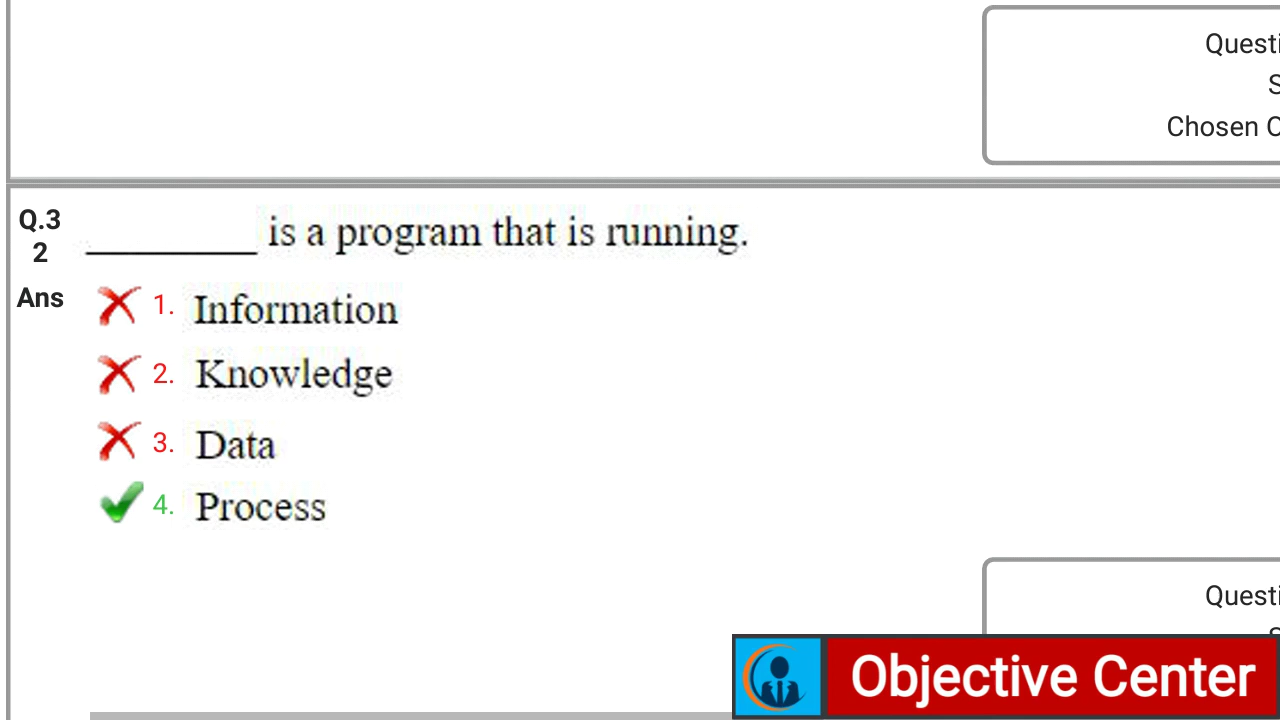 Questi
S
Chosen O
Q.3
2
_________ is a program that is running.
Ans
1. Information
2. Knowledge
3. Data
4. Process
Questi
Objective Center